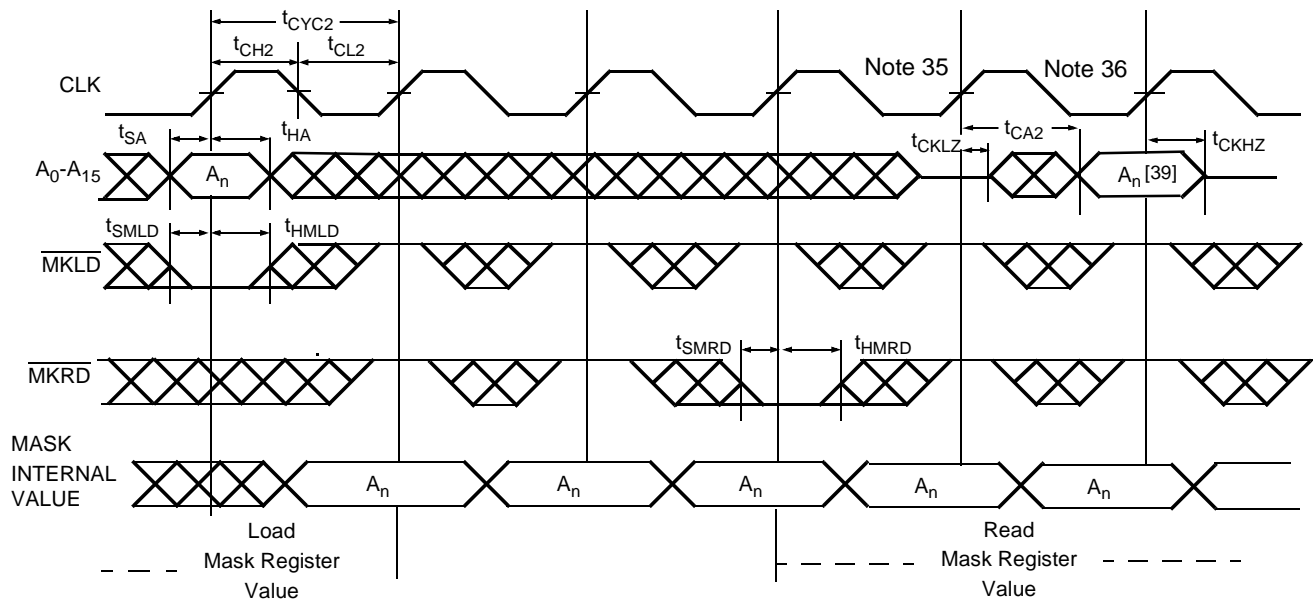 tCYC2
tCH2 tCL2
CLK
Note 35 Note 36
tSA tHA tCKLZ tCA2 tCKHZ
A0-A15 An An [39]
tSMLD tHMLD
MKLD
tSMRD tHMRD
MKRD
MASK
INTERNAL
VALUE
An An An An An
Load
Mask Register
Value
Read
Mask Register
Value